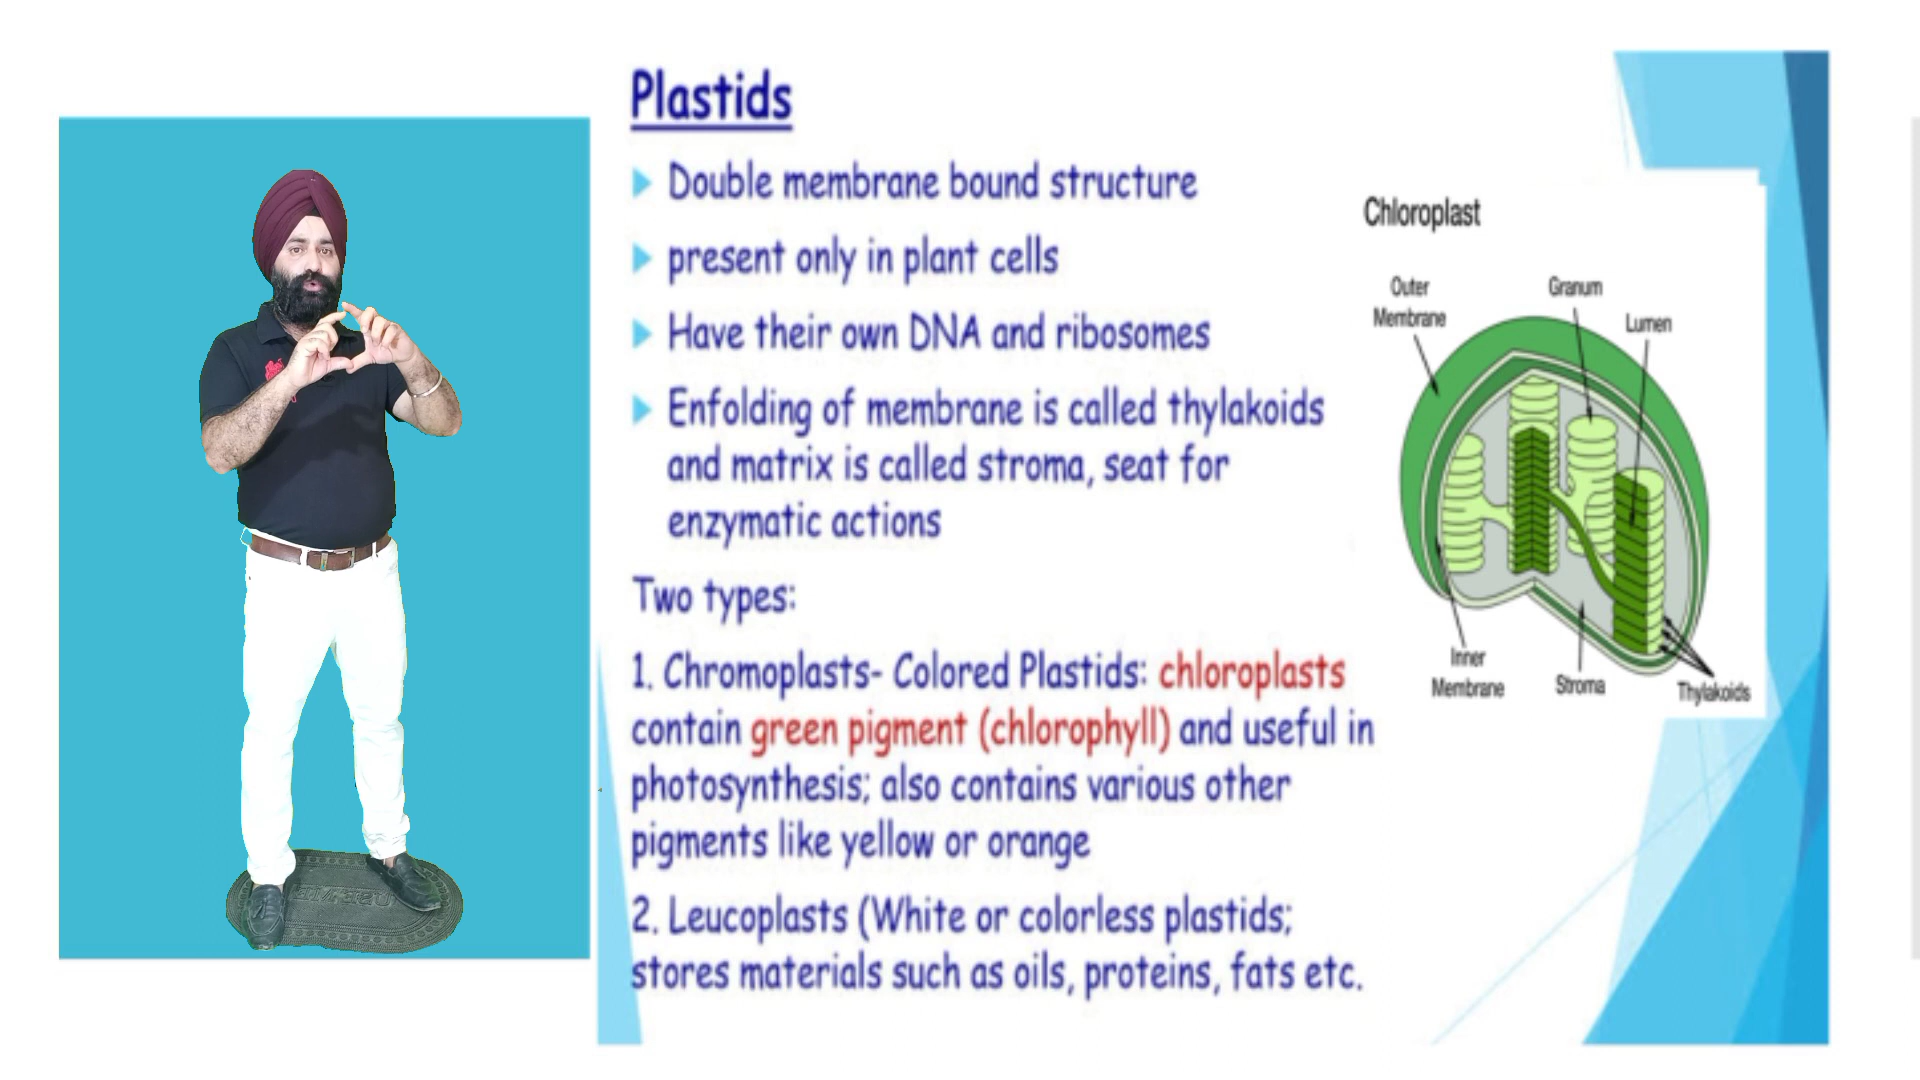 Plastids
Double membrane bound structure
present only in plant cells
Have their own DNA and ribosomes
Enfolding of membrane is called thylakoids
and matrix is called stroma, seat for
enzymatic actions
Two types:
1. Chromoplasts- Colored Plastids: chloroplasts
contain green pigment (chlorophyll) and useful in
photosynthesis; also contains various other
pigments like yellow or orange
2. Leucoplasts (White or colorless plastids;
stores materials such as oils, proteins, fats etc.
Chloroplast
Outer
Membrane
Granum
Lumen
Inner
Membrane
Stroma
Thylakoids